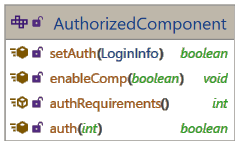 AuthorizedComponent
setAuth(LoginInfo) boolean
enableComp(boolean) void
authRequirements() int
auth(int) boolean